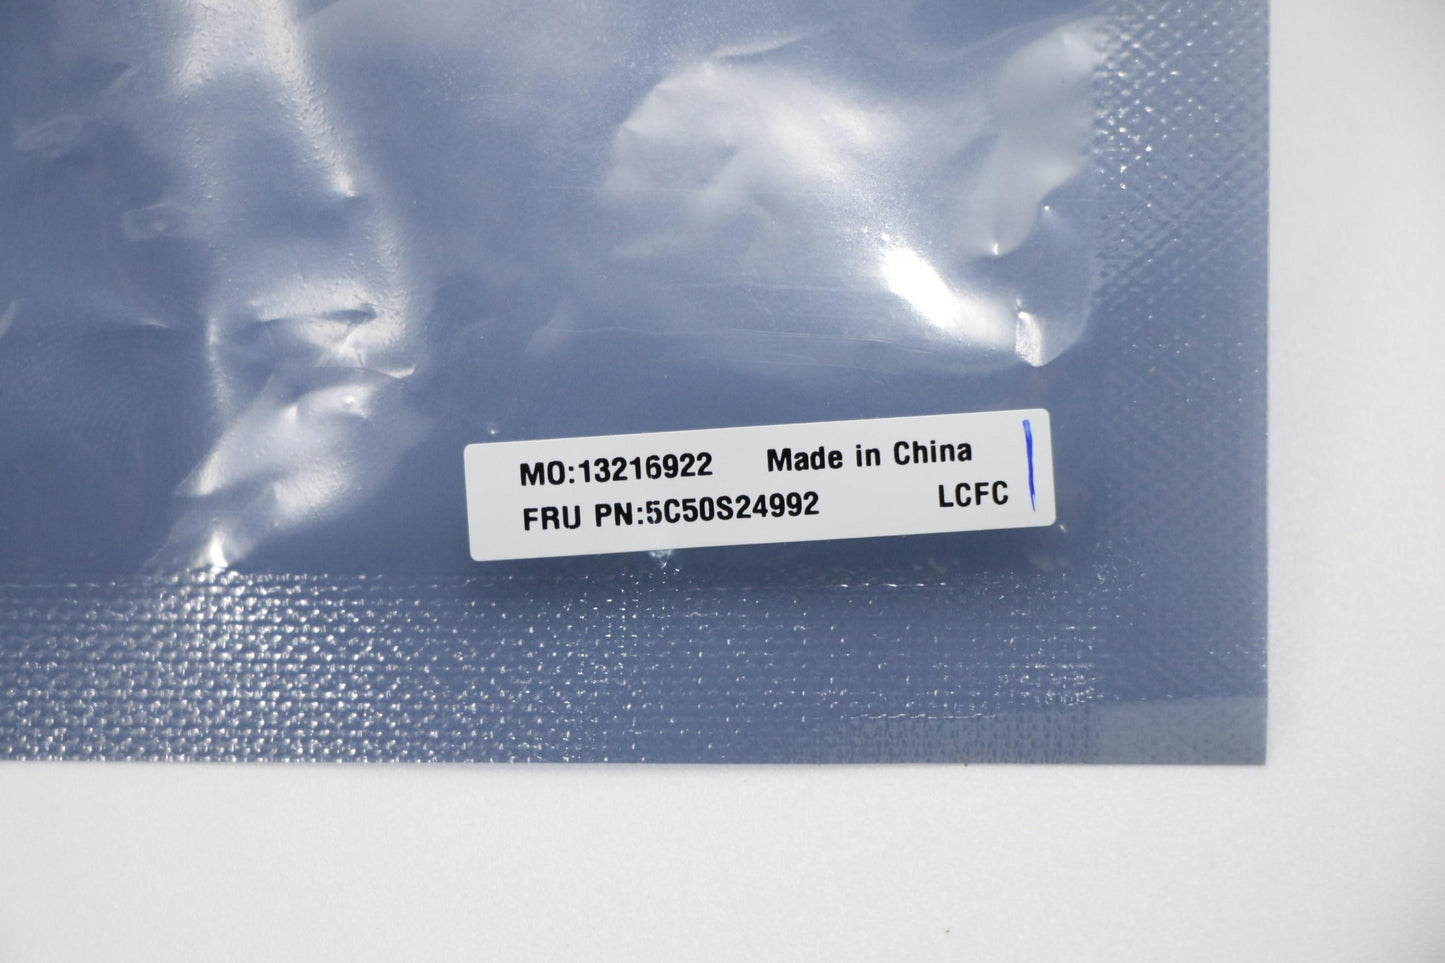 MO:13216922 Made in China
FRU PN:5C50S24992 LCFC